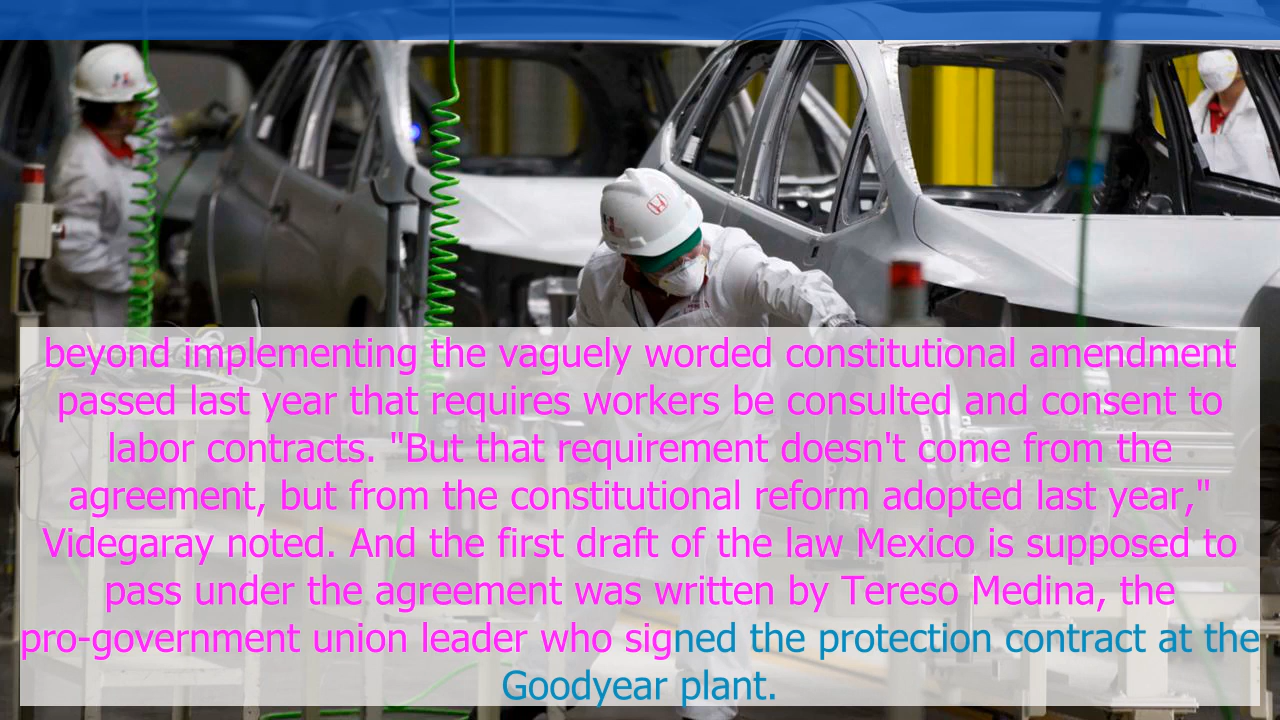 beyond implementing the vaguely worded constitutional amendment
passed last year that requires workers be consulted and consent to
labor contracts. "But that requirement doesn't come from the
agreement, but from the constitutional reform adopted last year,"
Videgaray noted. And the first draft of the law Mexico is supposed to
pass under the agreement was written by Tereso Medina, the
pro-government union leader who signed the protection contract at the
Goodyear plant.